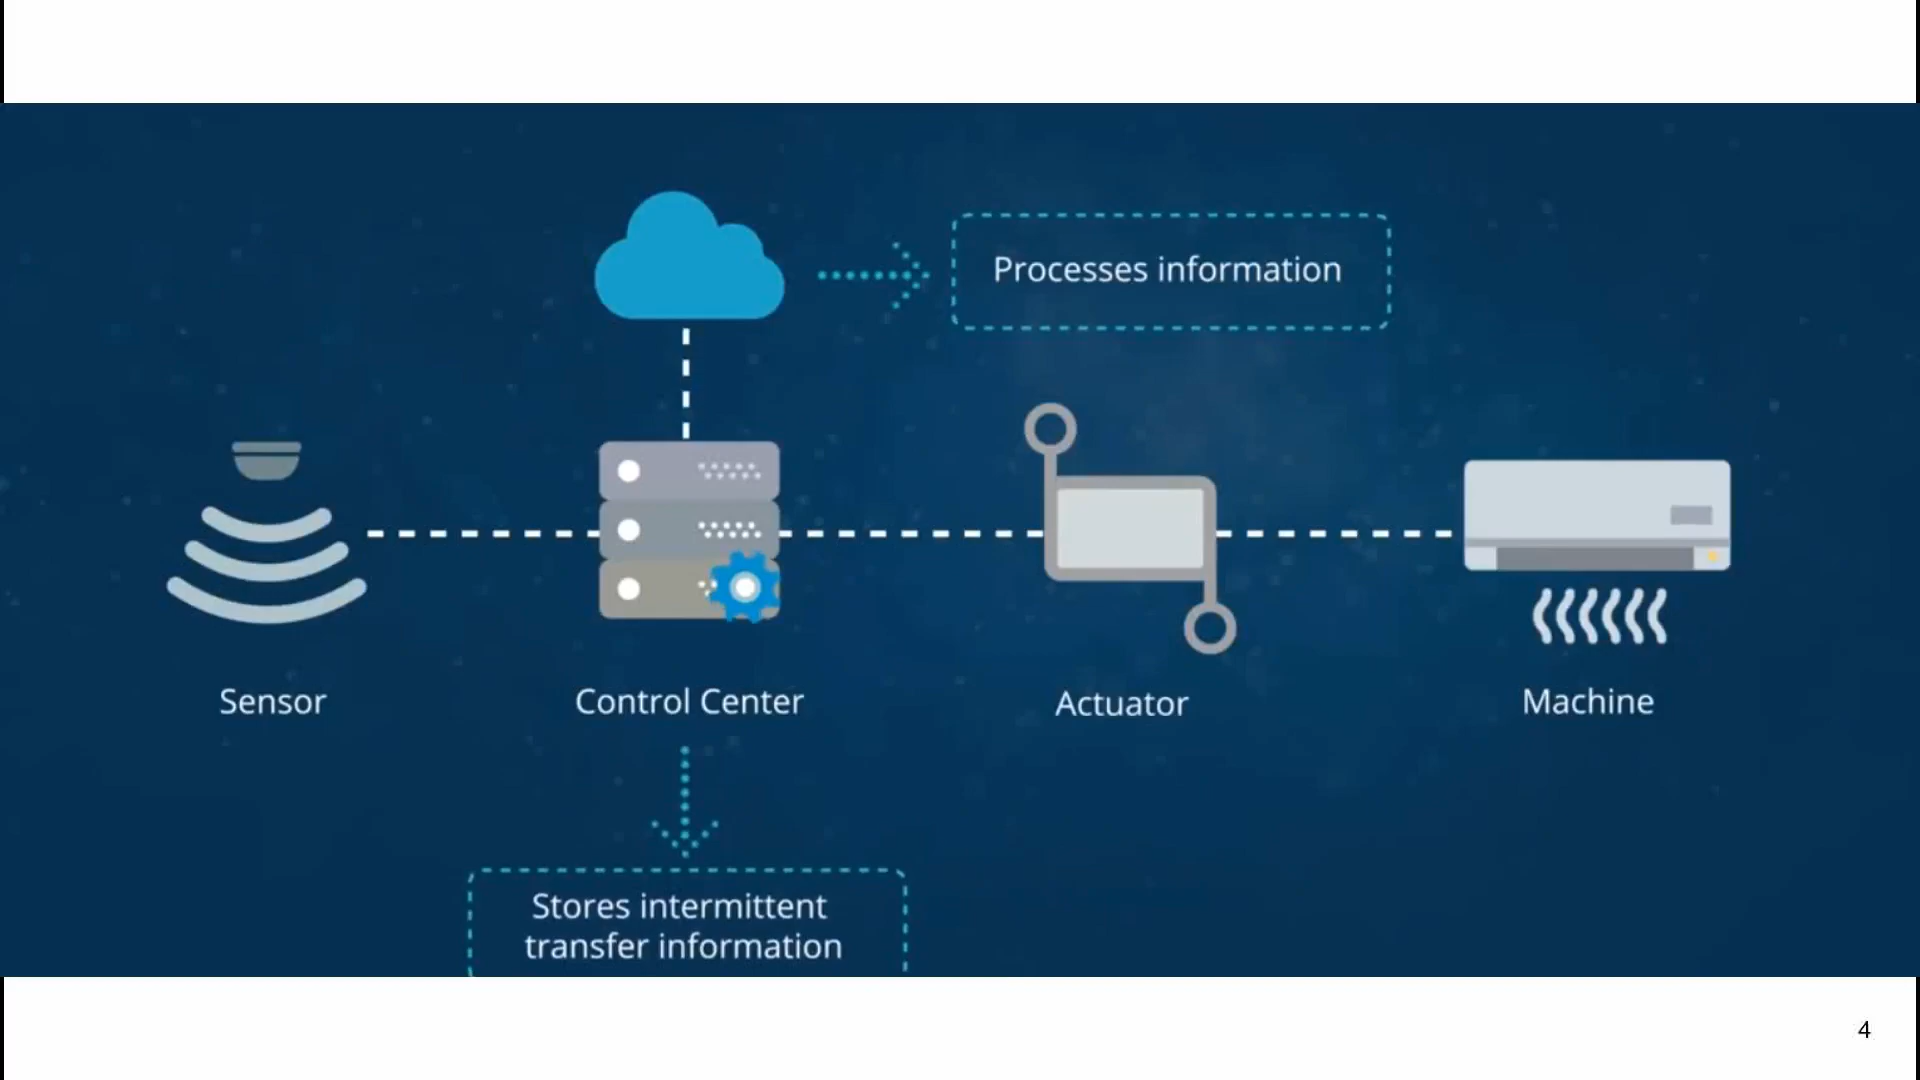 Processes information
Sensor
Control Center
Actuator
Machine
Stores intermittent
transfer information
4